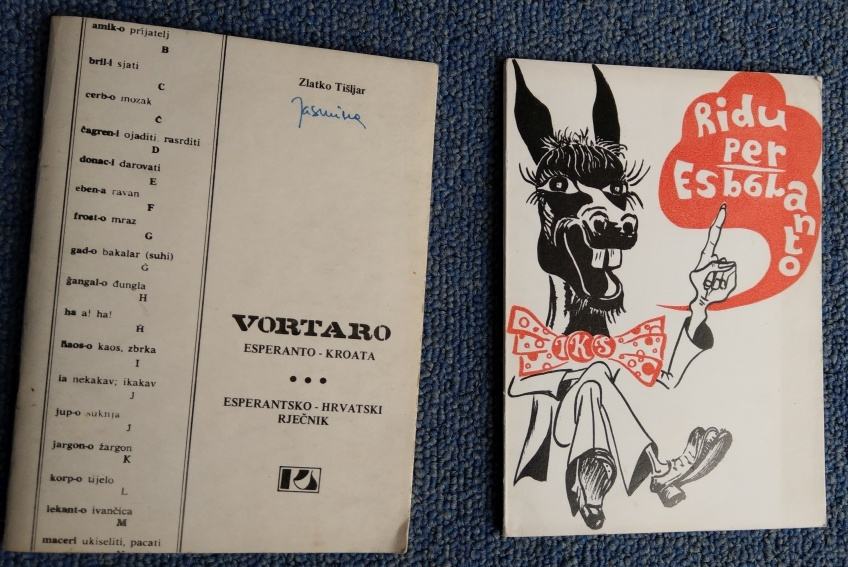 amik-o prijatelj
B
bril-i sjati
C
cerb-o mozak
Ĉ
ĉagren-i ojaditi, rasrditi
D
donac-i darovati
E
eben-a ravan
F
frost-o mraz
G
gad-o bakalar (suhi)
Ĝ
ĝangal-o đungla
H
ha a! ha!
Ĥ
ĥaos-o kaos, zbrka
I
ia nekakav; ikakav
J
jup-o suknja
J
jargon-o žargon
K
korp-o tijelo
L
lekant-o ivančica
M
macer-i ukiseliti, pacati
Zlatko Tišljar
Jasmina
VORTARO
ESPERANTO - KROATA
ESPERANTSKO - HRVATSKI
RJEČNIK
Ridu
per
Esperanto
IKS